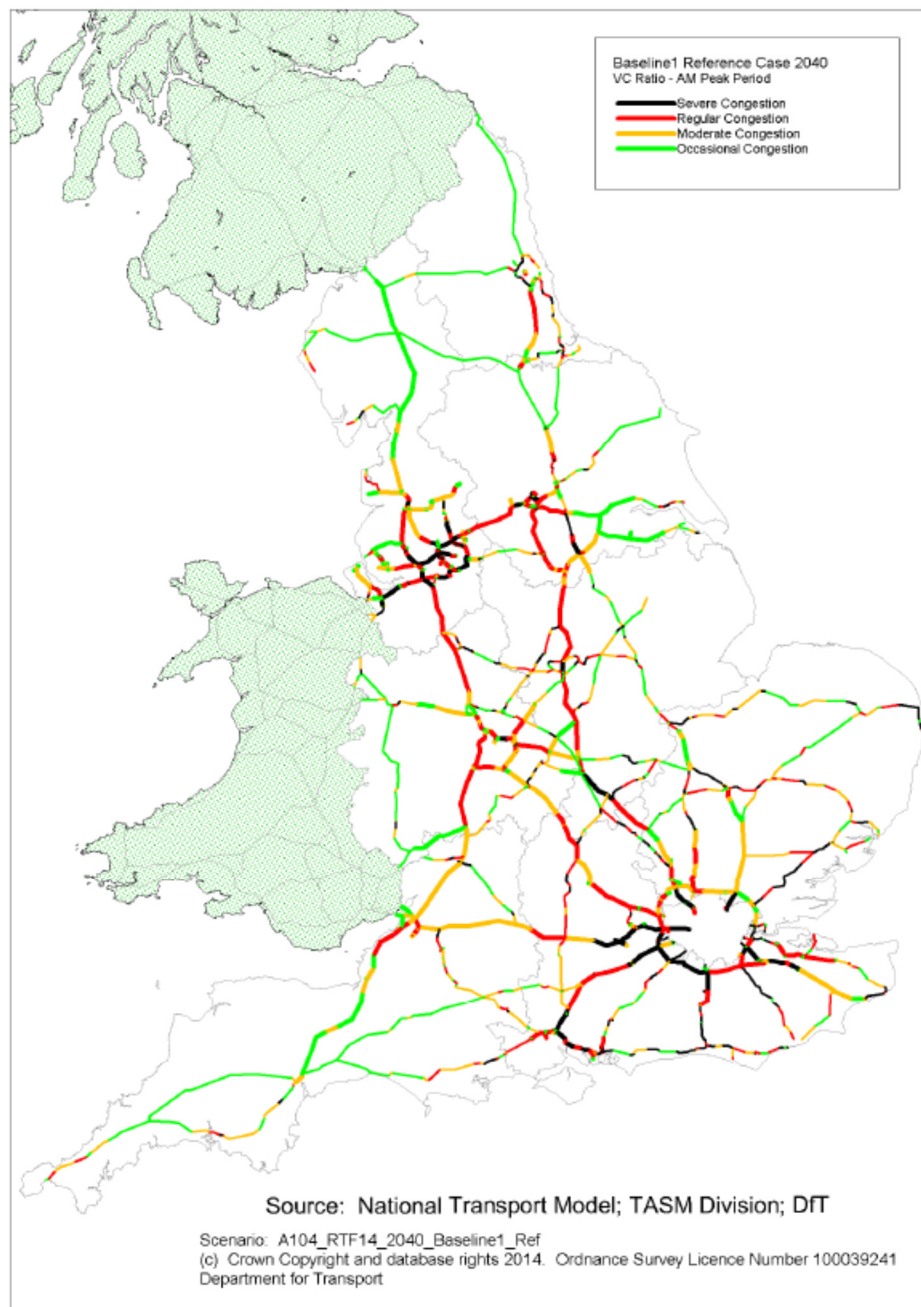 Baseline1 Reference Case 2040
VC Ratio - AM Peak Period
Severe Congestion
Regular Congestion
Moderate Congestion
Occasional Congestion
Source: National Transport Model; TASM Division; DfT
Scenario: A104_RTF14_2040_Baseline1_Ref
(c) Crown Copyright and database rights 2014. Ordnance Survey Licence Number 100039241
Department for Transport